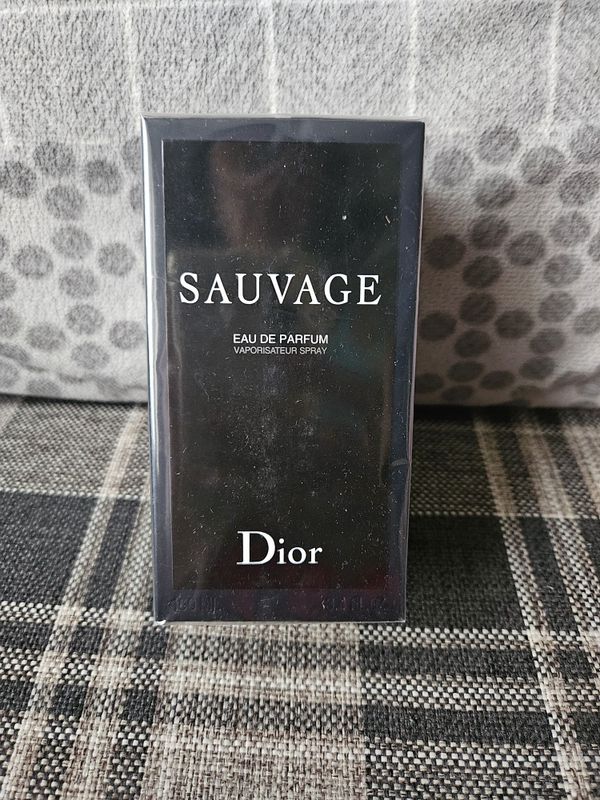 SAUVAGE
EAU DE PARFUM
VAPORISATEUR SPRAY
Dior